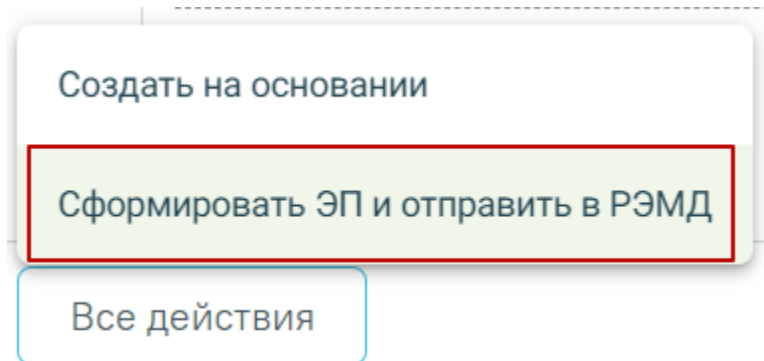 Создать на основании
Сформировать ЭП и отправить в РЭМД
Все действия